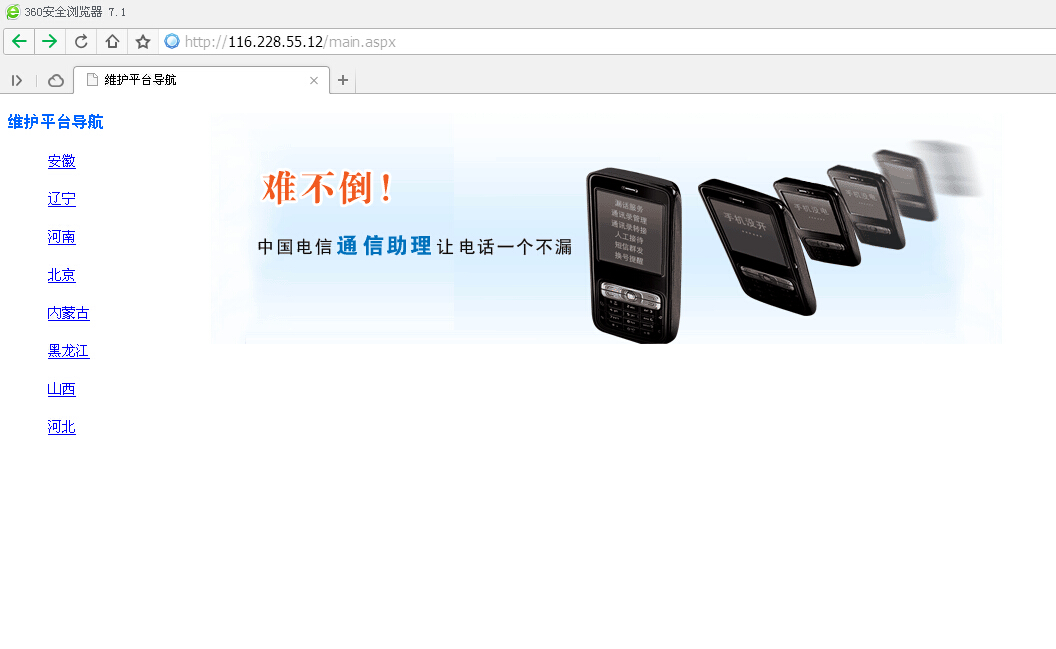 360安全浏览器 7.1
http://116.228.55.12/main.aspx
维护平台导航
维护平台导航
安徽
辽宁
河南
北京
内蒙古
黑龙江
山西
河北
难不倒!
中国电信通信助理让电话一个不漏
漏话服务
通讯录管理
通讯录转接
人工接待
短信群发
换号提醒
手机没开
......
手机没电
......
手机没电